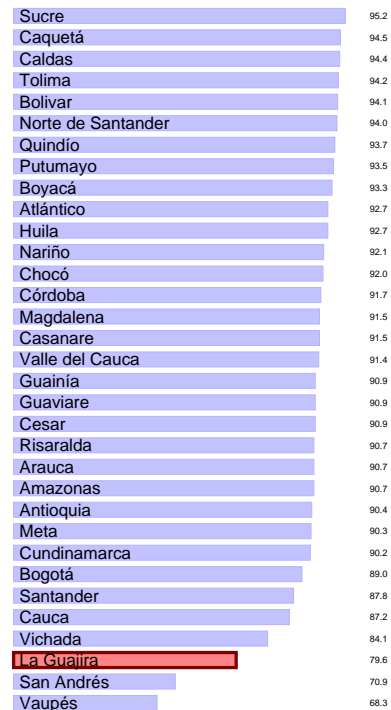 Sucre 95.2
Caquetá 94.5
Caldas 94.4
Tolima 94.2
Bolivar 94.1
Norte de Santander 94.0
Quindío 93.7
Putumayo 93.5
Boyacá 93.3
Atlántico 92.7
Huila 92.7
Nariño 92.1
Chocó 92.0
Córdoba 91.7
Magdalena 91.5
Casanare 91.5
Valle del Cauca 91.4
Guainía 90.9
Guaviare 90.9
Cesar 90.9
Risaralda 90.7
Arauca 90.7
Amazonas 90.7
Antioquia 90.4
Meta 90.3
Cundinamarca 90.2
Bogotá 89.0
Santander 87.8
Cauca 87.2
Vichada 84.1
La Guajira 79.6
San Andrés 70.9
Vaupés 68.3